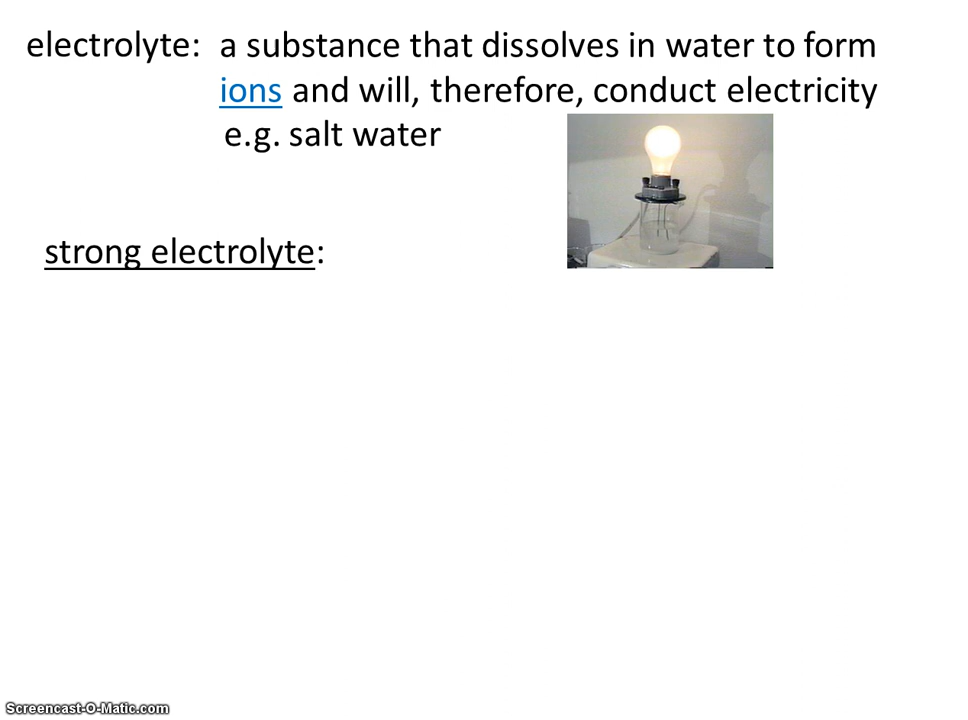 electrolyte: a substance that dissolves in water to form
ions and will, therefore, conduct electricity
e.g. salt water
strong electrolyte:
Screencast-O-Matic.com